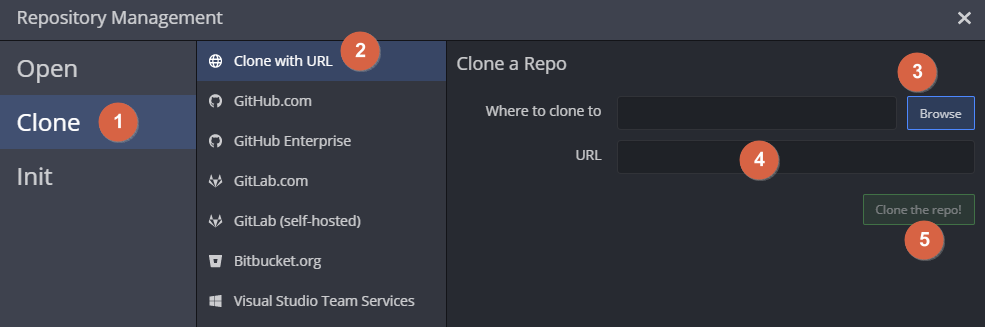 Repository Management
Open
Clone
1
Init
Clone with URL
2
GitHub.com
GitHub Enterprise
GitLab.com
GitLab (self-hosted)
Bitbucket.org
Visual Studio Team Services
Clone a Repo
3
Where to clone to
Browse
URL
4
Clone the repo!
5